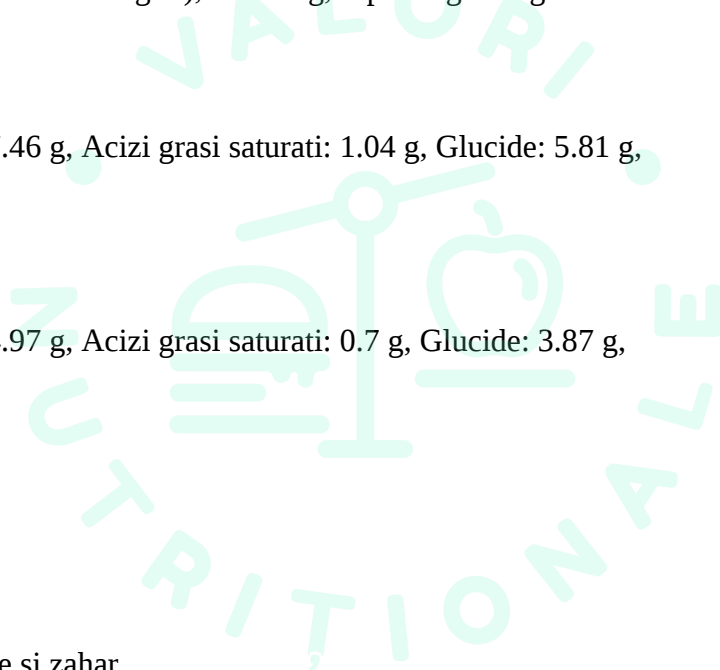 VALORI
.46 g, Acizi grasi saturati: 1.04 g, Glucide: 5.81 g,
.97 g, Acizi grasi saturati: 0.7 g, Glucide: 3.87 g,
NUTRITIONALE
e si zahar